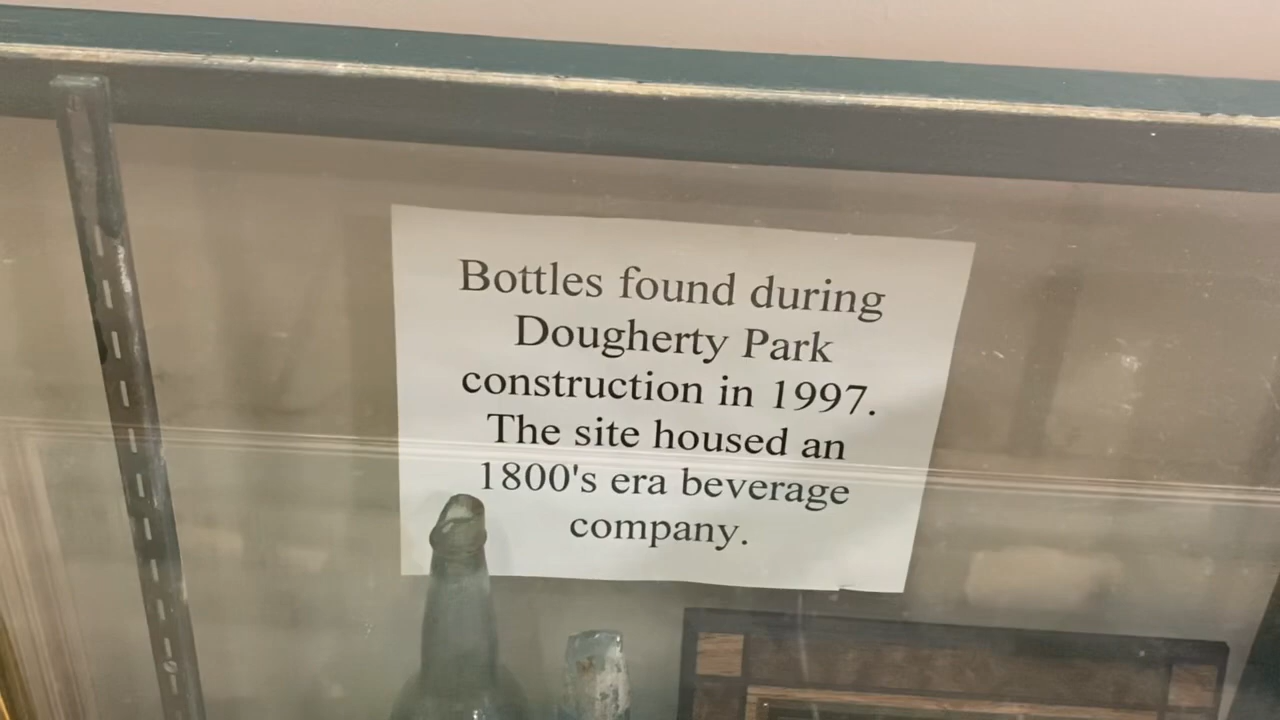 Bottles found during
Dougherty Park
construction in 1997.
The site housed an
1800's era beverage
company.